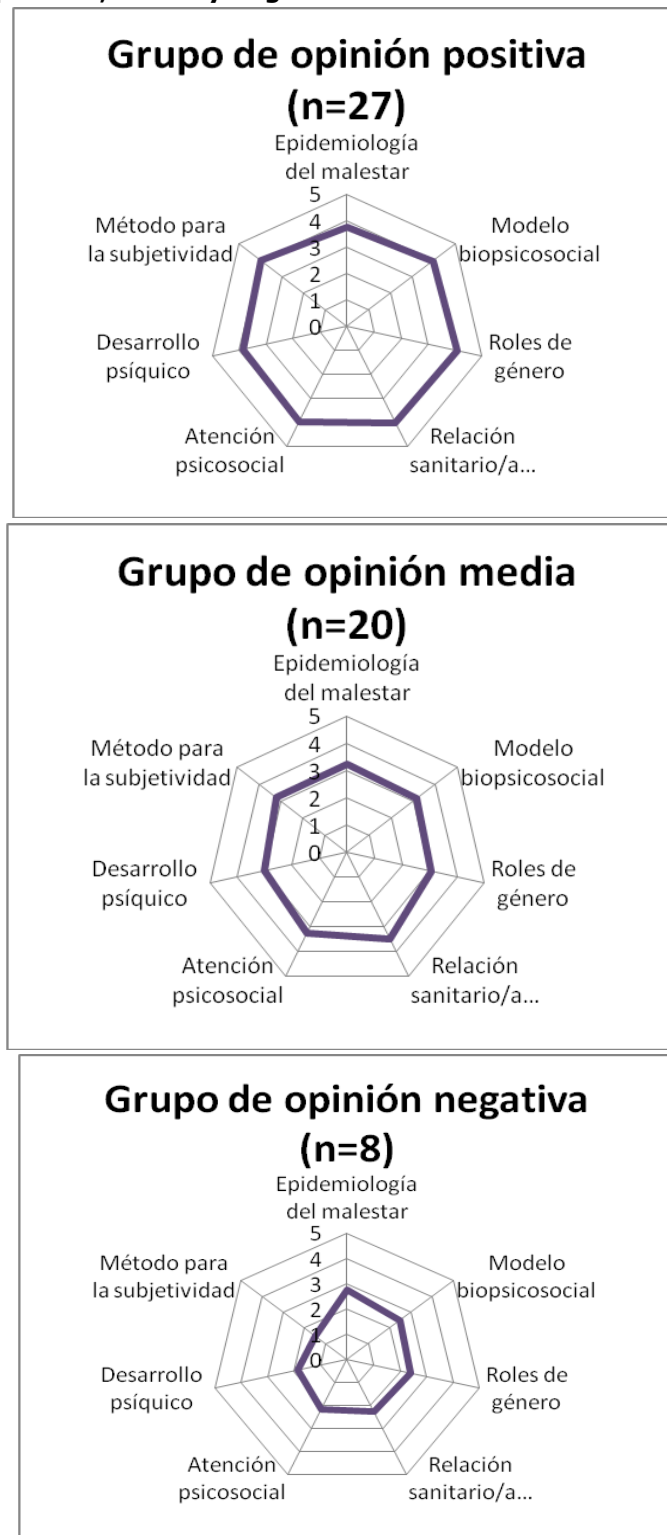 Grupo de opinión positiva
(n=27)
Epidemiología
del malestar
Modelo
biopsicosocial
Roles de
género
Relación
sanitario/a...
Atención
psicosocial
Desarrollo
psíquico
Método para
la subjetividad
5
4
3
2
1
0
Grupo de opinión media
(n=20)
Epidemiología
del malestar
Modelo
biopsicosocial
Roles de
género
Relación
sanitario/a...
Atención
psicosocial
Desarrollo
psíquico
Método para
la subjetividad
5
4
3
2
1
0
Grupo de opinión negativa
(n=8)
Epidemiología
del malestar
Modelo
biopsicosocial
Roles de
género
Relación
sanitario/a...
Atención
psicosocial
Desarrollo
psíquico
Método para
la subjetividad
5
4
3
2
1
0